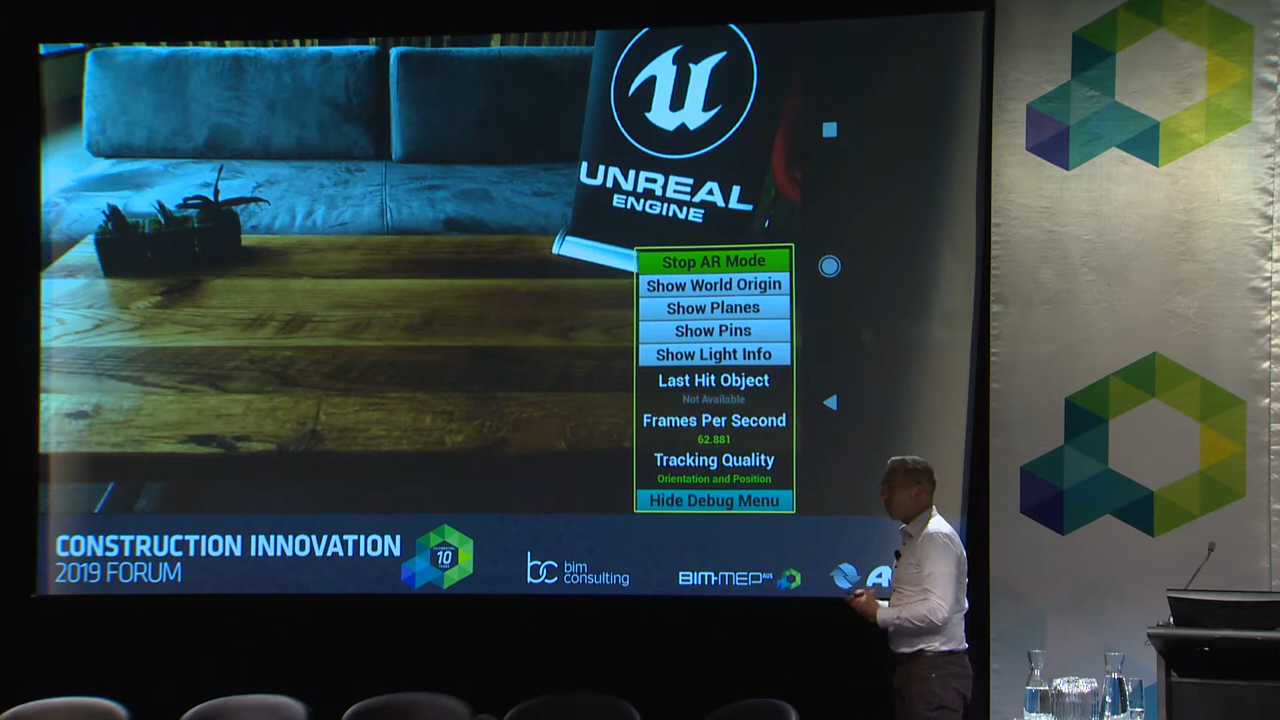 UNREAL
ENGINE
Stop AR Mode
Show World Origin
Show Planes
Show Pins
Show Light Info
Last Hit Object
Not Available
Frames Per Second
62.881
Tracking Quality
Orientation and Position
Hide Debug Menu
CONSTRUCTION INNOVATION
2019 FORUM
10
bc bim
consulting
BIM-MEP AUS